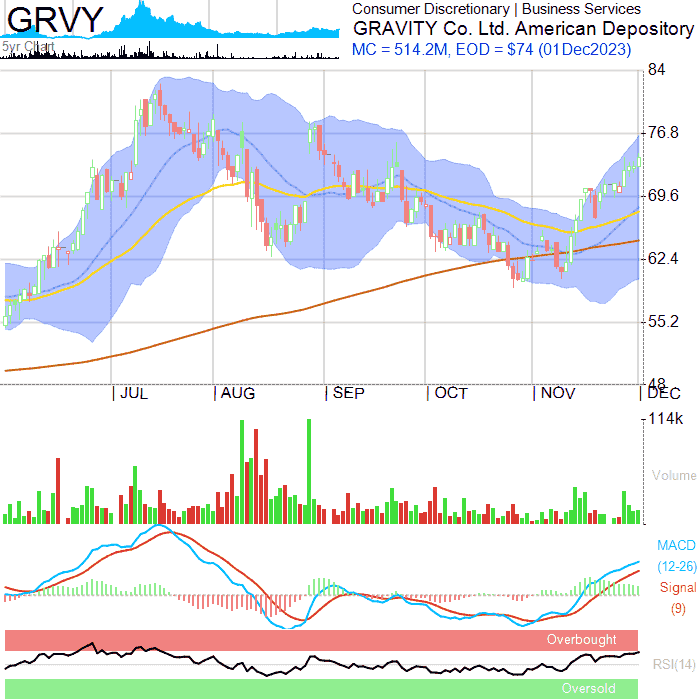 GRVY
5yr Chart
Consumer Discretionary | Business Services
GRAVITY Co. Ltd. American Depository
MC = 514.2M, EOD = $74 (01Dec2023)
84
76.8
69.6
62.4
55.2
48
JUL
AUG
SEP
OCT
NOV
DEC
114k
Volume
MACD
(12-26)
Signal
(9)
Overbought
RSI(14)
Oversold